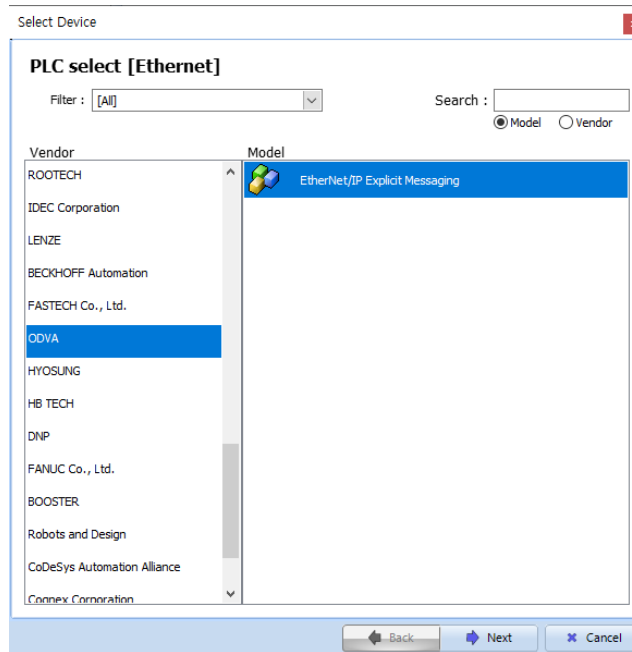 Select Device
PLC select [Ethernet]
Filter : [All] Search :
Model Vendor
Vendor Model
ROOTECH
EtherNet/IP Explicit Messaging
IDEC Corporation
LENZE
BECKHOFF Automation
FASTECH Co., Ltd.
ODVA
HYOSUNG
HB TECH
DNP
FANUC Co., Ltd.
BOOSTER
Robots and Design
CoDeSys Automation Alliance
Cognex Corporation
Back Next Cancel